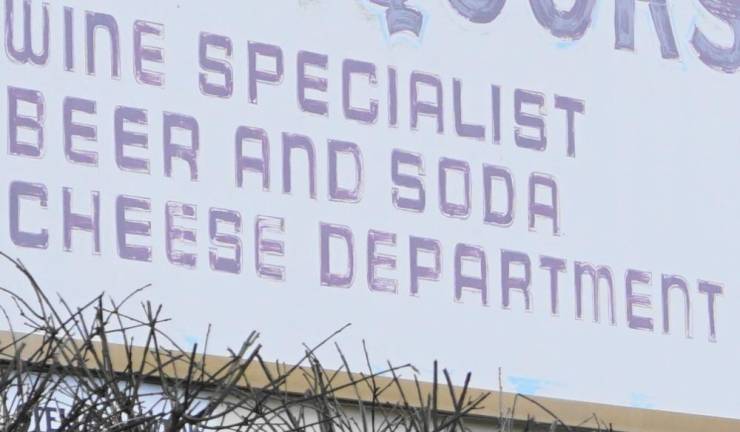 WINE SPECIALIST
BEER AND SODA
CHEESE DEPARTMENT